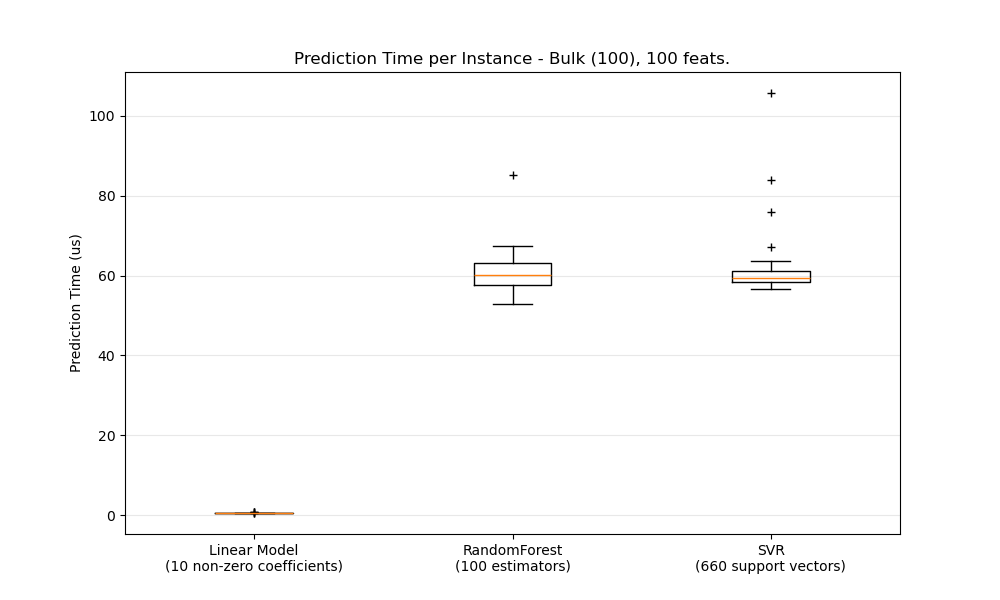 Prediction Time per Instance - Bulk (100), 100 feats.
Prediction Time (us)
100
80
60
40
20
0
Linear Model
(10 non-zero coefficients)
RandomForest
(100 estimators)
SVR
(660 support vectors)